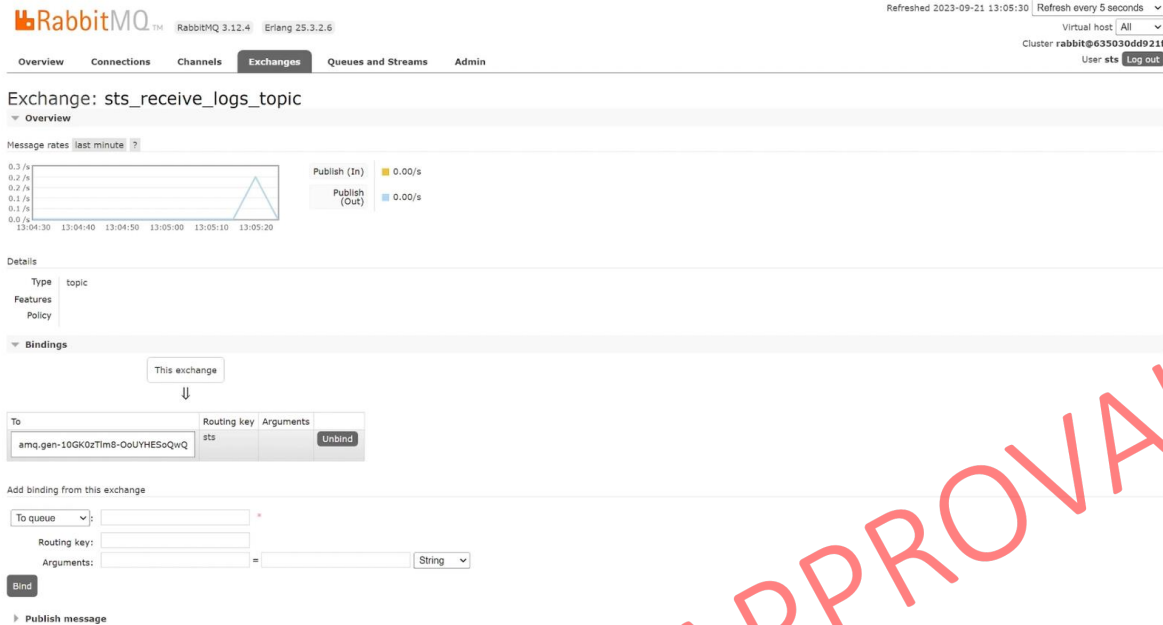 Refreshed 2023-09-21 13:05:30 Refresh every 5 seconds
RabbitMQ TM RabbitMQ 3.12.4 Erlang 25.3.2.6
Virtual host All
Cluster rabbit@635030dd921f
User sts Log out
Overview Connections Channels Exchanges Queues and Streams Admin
Exchange: sts_receive_logs_topic
Overview
Message rates last minute ?
0.3 /s
0.2 /s
0.2 /s
0.1 /s
0.1 /s
0.0 /s
13:04:30 13:04:40 13:04:50 13:05:00 13:05:10 13:05:20
Publish (In) 0.00/s
Publish (Out) 0.00/s
Details
Type topic
Features
Policy
Bindings
This exchange
⇓
To Routing key Arguments
amq.gen-10GK0zTlm8-OoUYHESoQwQ sts Unbind
Add binding from this exchange
To queue : *
Routing key:
Arguments: = String
Bind
Publish message
APPROVA